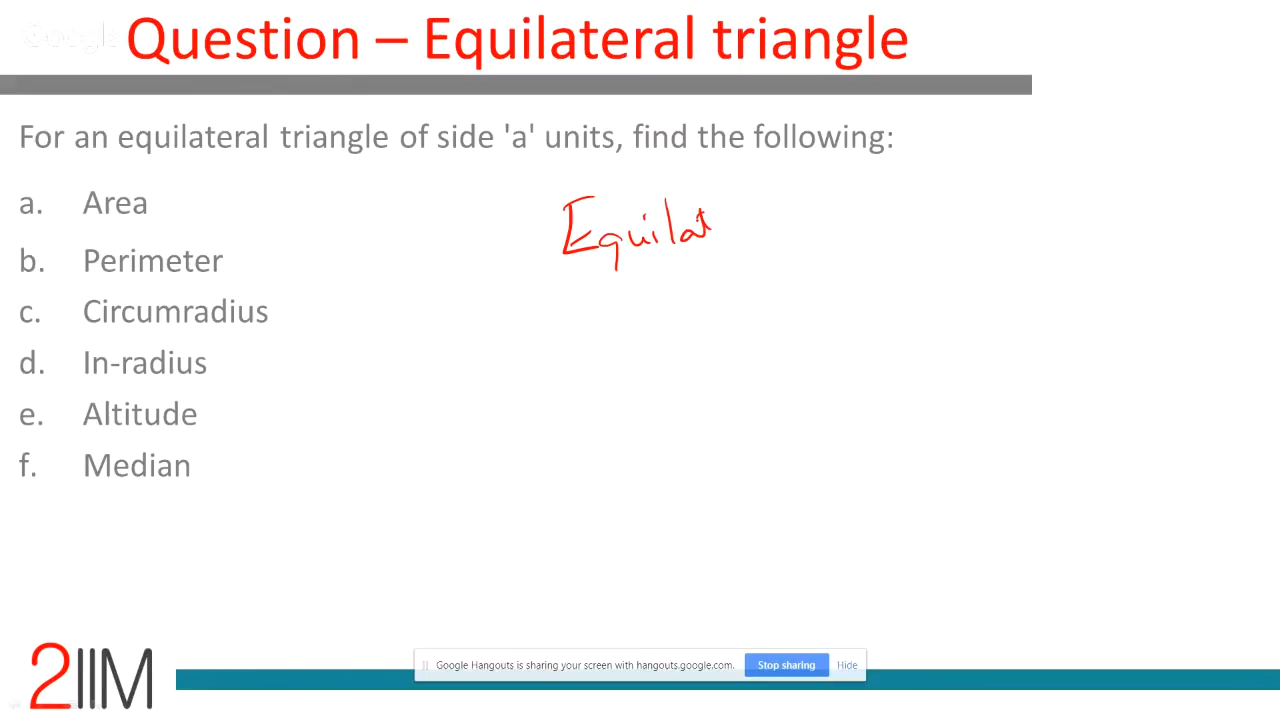 Google
Question – Equilateral triangle
For an equilateral triangle of side 'a' units, find the following:
a. Area
Equilat
b. Perimeter
c. Circumradius
d. In-radius
e. Altitude
f. Median
2IIM
Google Hangouts is sharing your screen with hangouts.google.com. Stop sharing Hide